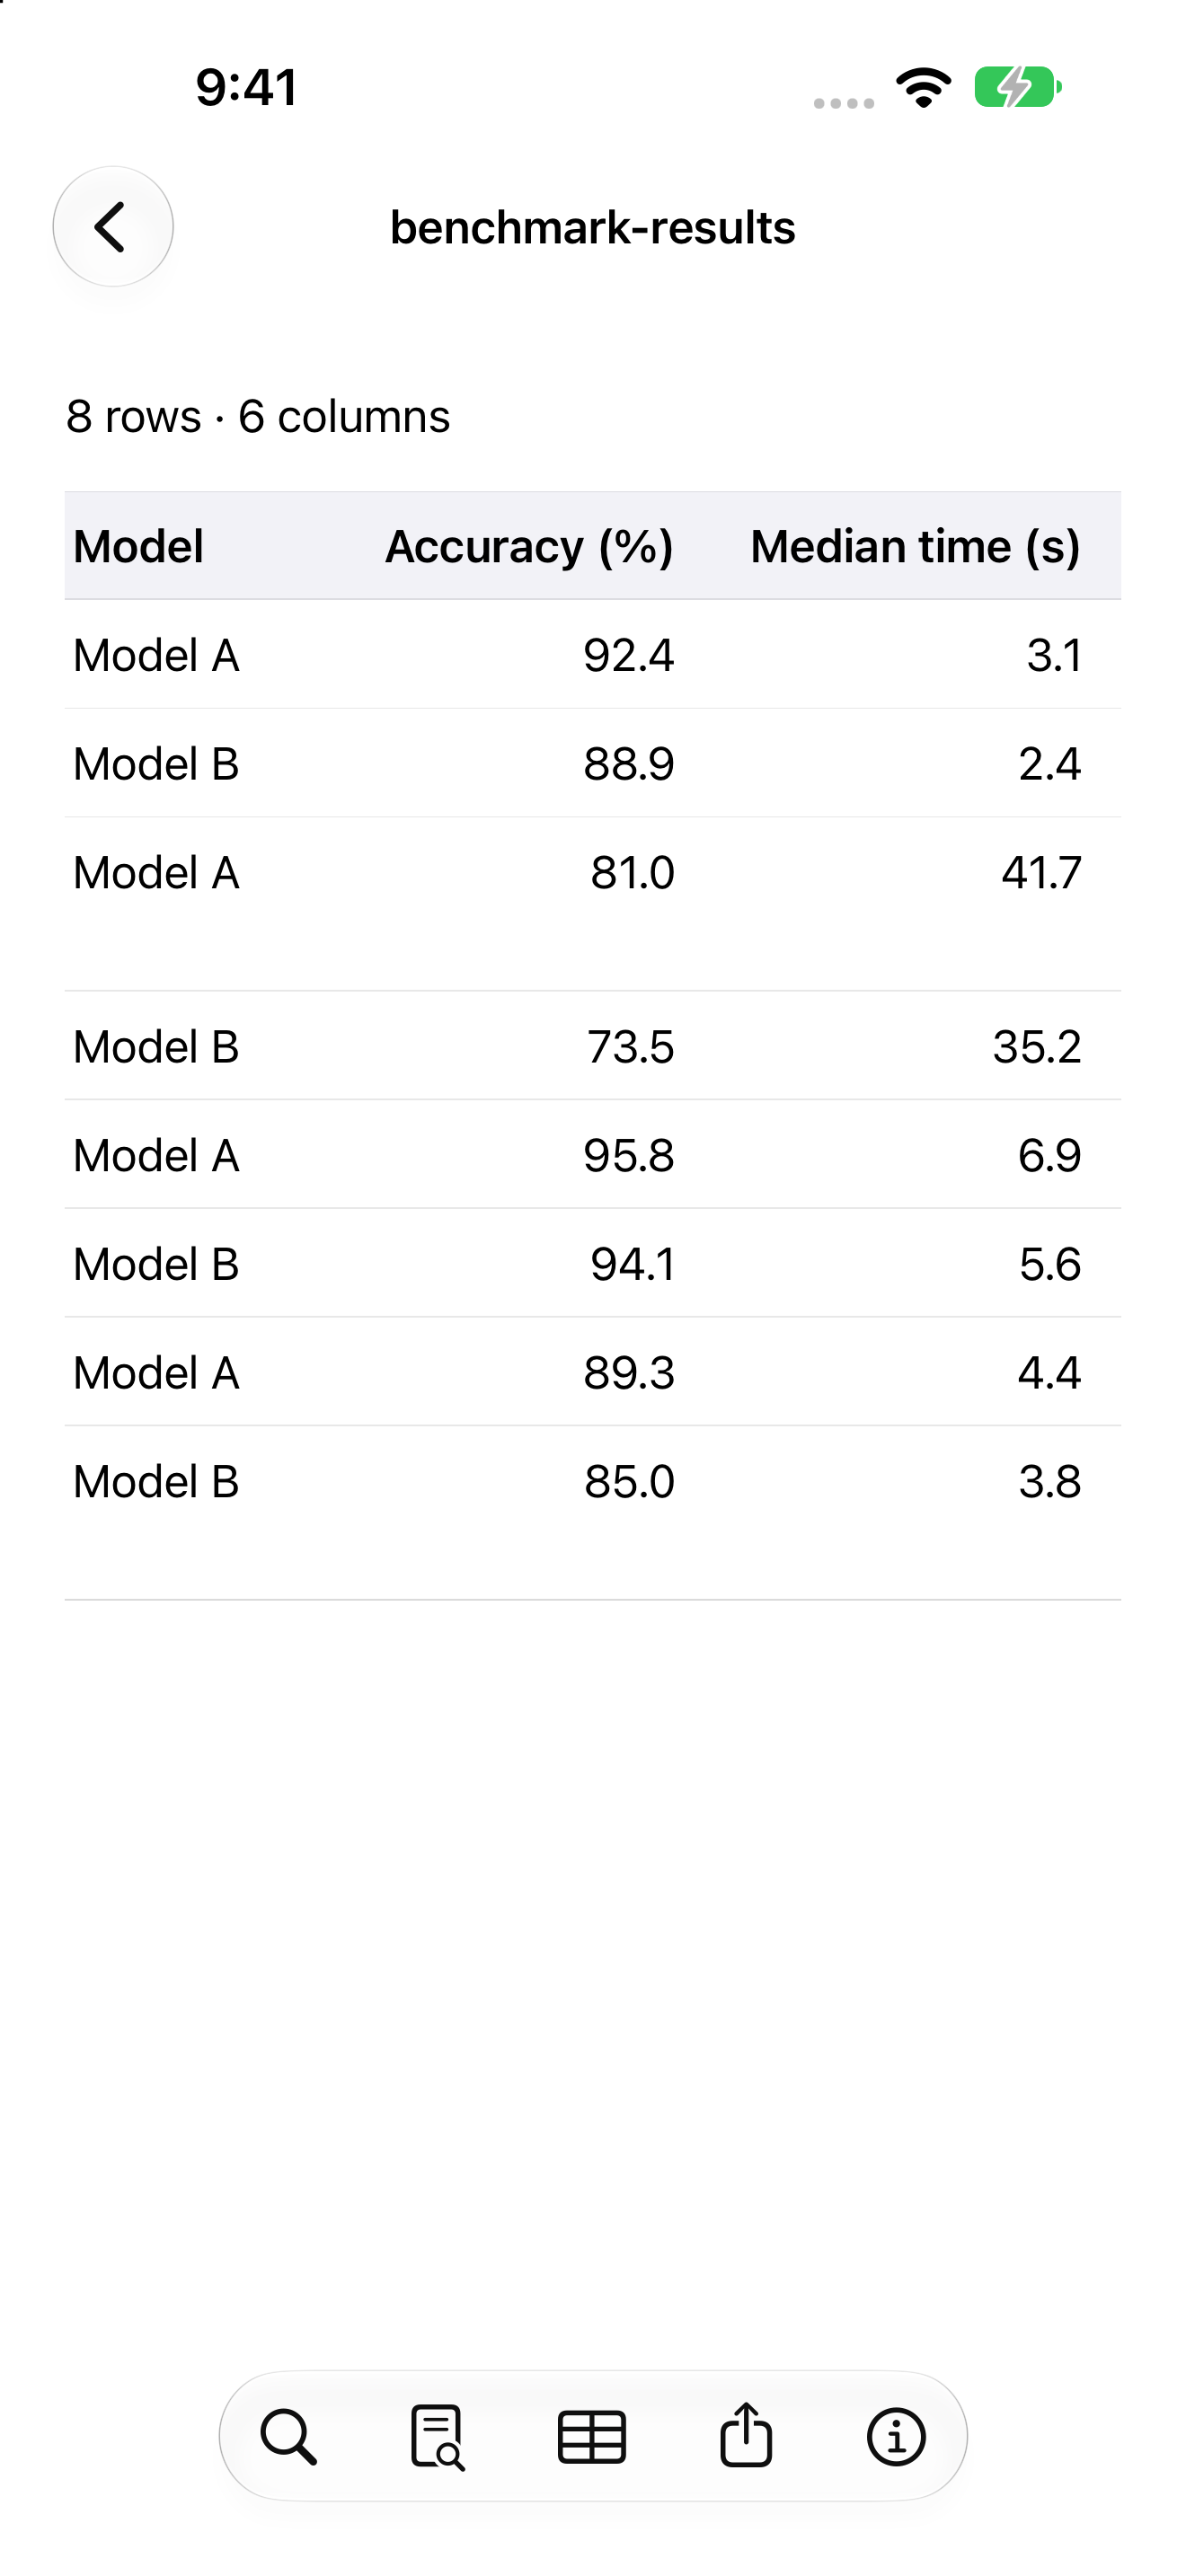 9:41
benchmark-results
8 rows · 6 columns
Model Accuracy (%) Median time (s)
Model A 92.4 3.1
Model B 88.9 2.4
Model A 81.0 41.7
Model B 73.5 35.2
Model A 95.8 6.9
Model B 94.1 5.6
Model A 89.3 4.4
Model B 85.0 3.8